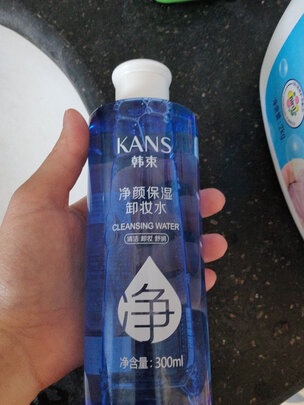 KANS
韩束
净颜保湿
卸妆水
CLEANSING WATER
清洁 卸妆 舒润
净
净含量:300ml